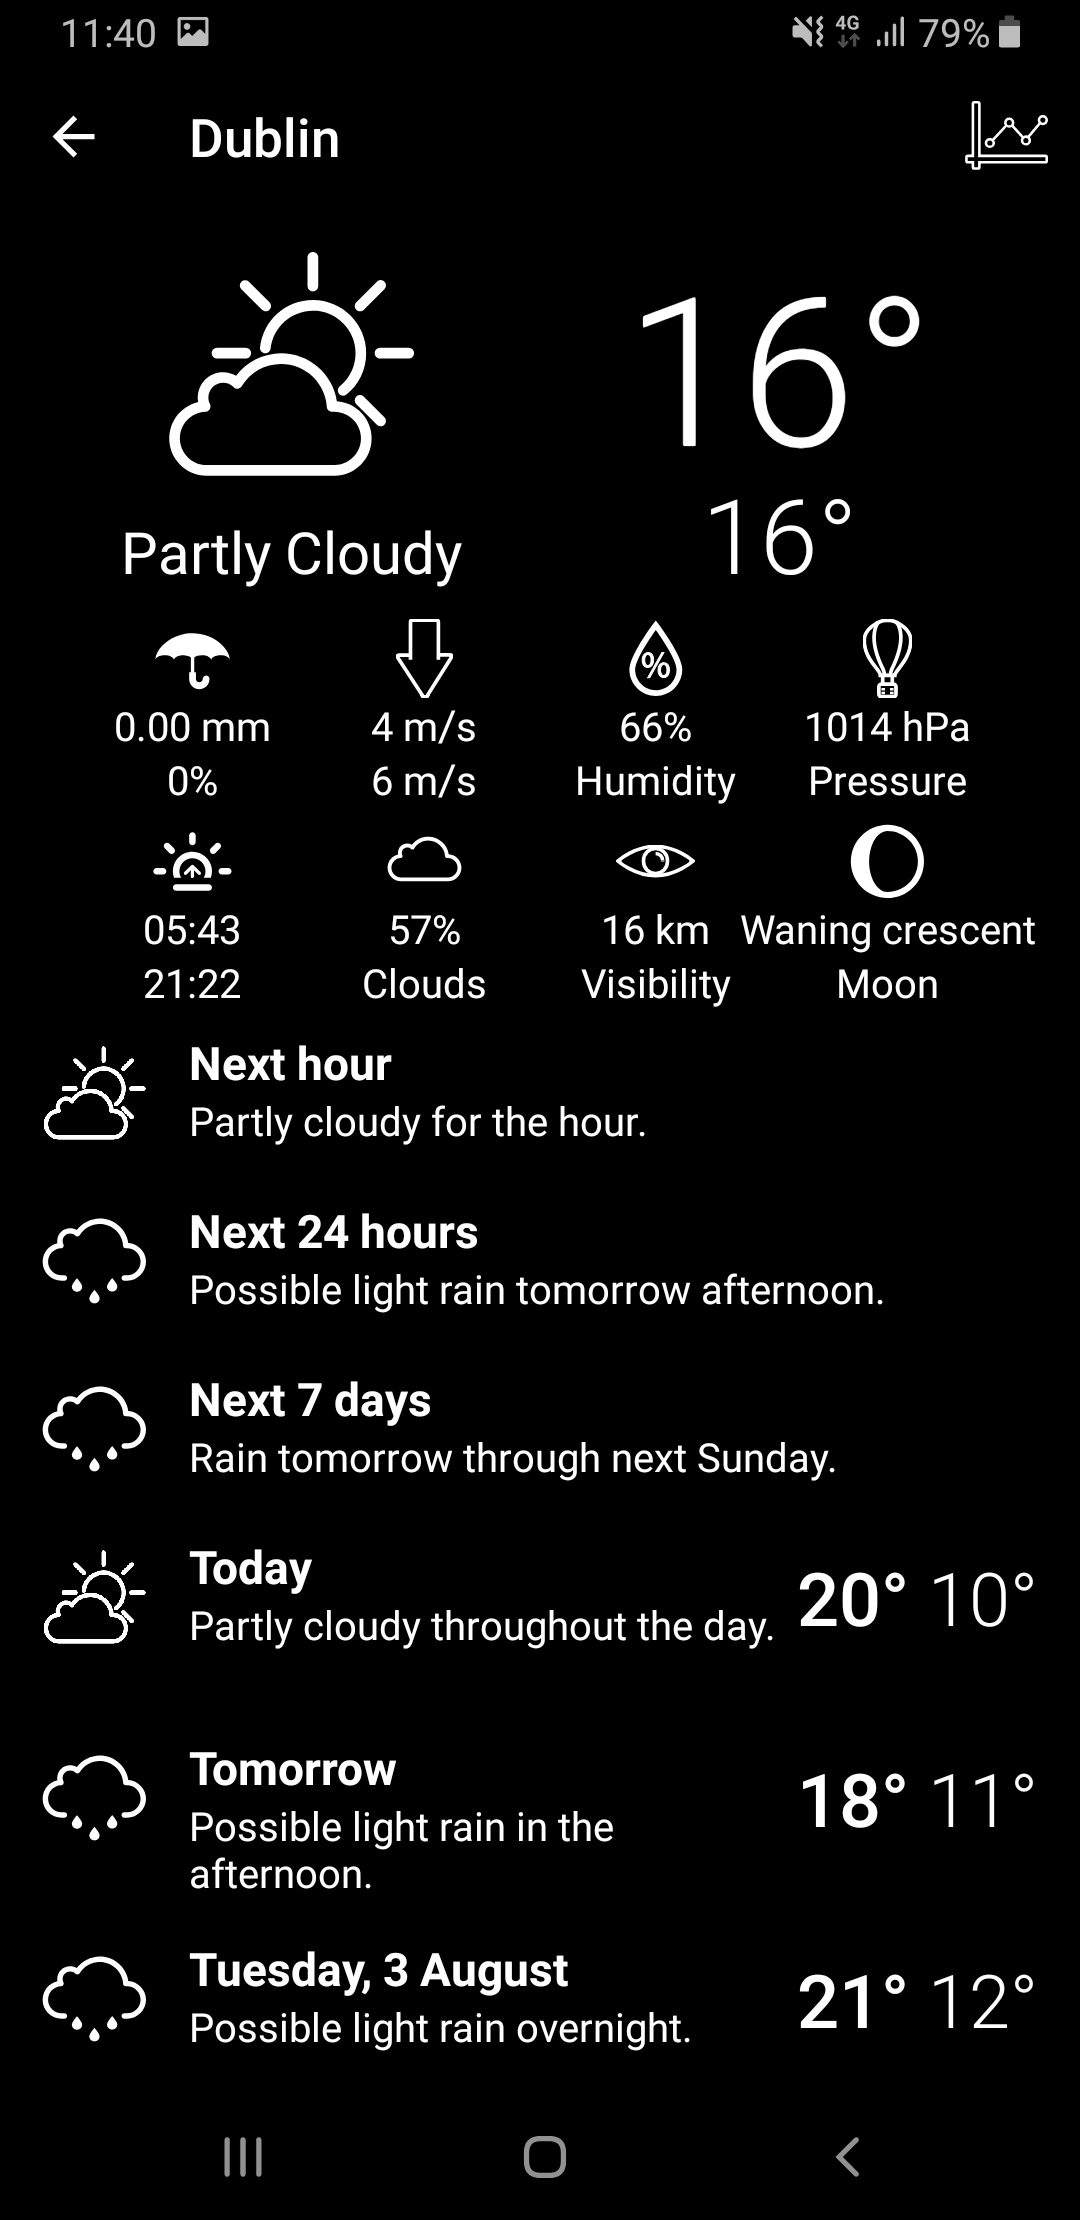 11:40
4G
79%
Dublin
16°
16°
Partly Cloudy
0.00 mm
4 m/s
66%
1014 hPa
0%
6 m/s
Humidity
Pressure
%
05:43
57%
16 km
Waning crescent
21:22
Clouds
Visibility
Moon
Next hour
Partly cloudy for the hour.
Next 24 hours
Possible light rain tomorrow afternoon.
Next 7 days
Rain tomorrow through next Sunday.
Today
Partly cloudy throughout the day.
20° 10°
Tomorrow
Possible light rain in the
afternoon.
18° 11°
Tuesday, 3 August
Possible light rain overnight.
21° 12°